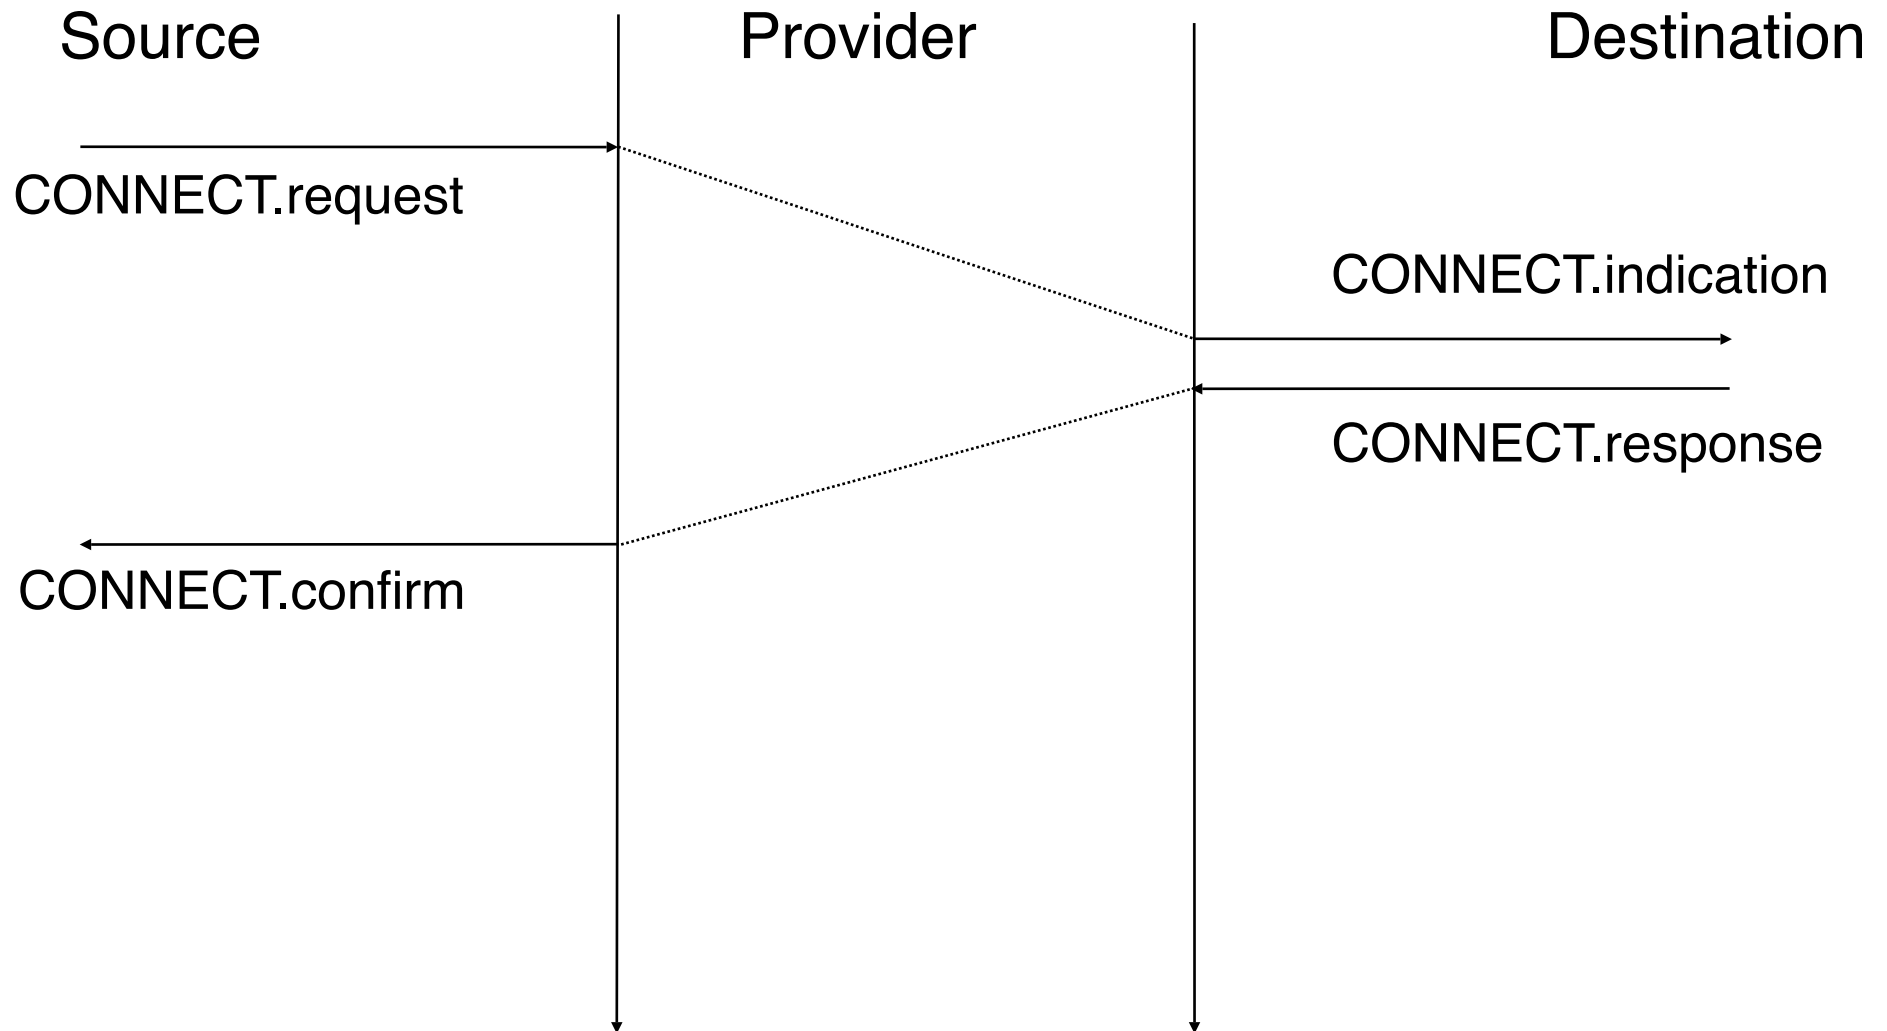 Source
Provider
Destination
CONNECT.request
CONNECT.indication
CONNECT.response
CONNECT.confirm